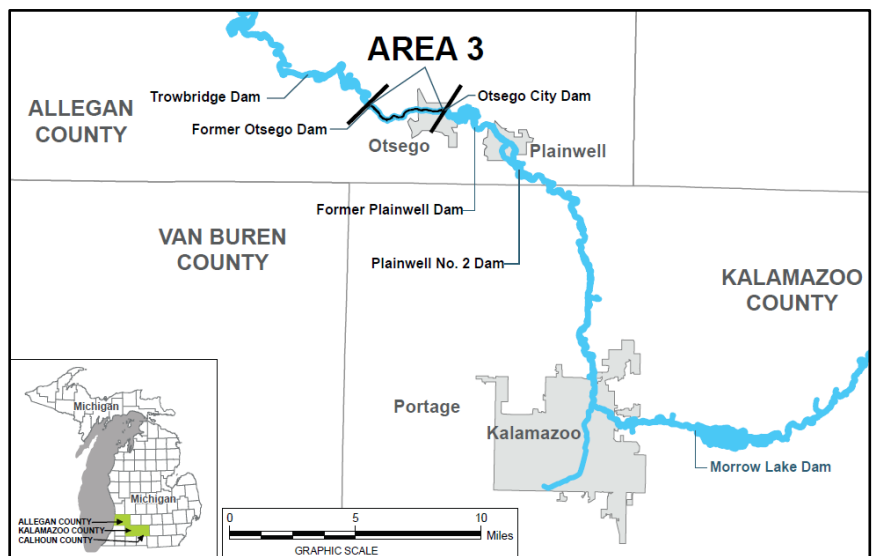 AREA 3
Trowbridge Dam
Otsego City Dam
ALLEGAN
COUNTY
Former Otsego Dam
Otsego
Plainwell
Former Plainwell Dam
VAN BUREN
COUNTY
Plainwell No. 2 Dam
KALAMAZOO
COUNTY
Portage
Kalamazoo
Morrow Lake Dam
Michigan
Michigan
ALLEGAN COUNTY
KALAMAZOO COUNTY
CALHOUN COUNTY
0 5 10
Miles
GRAPHIC SCALE